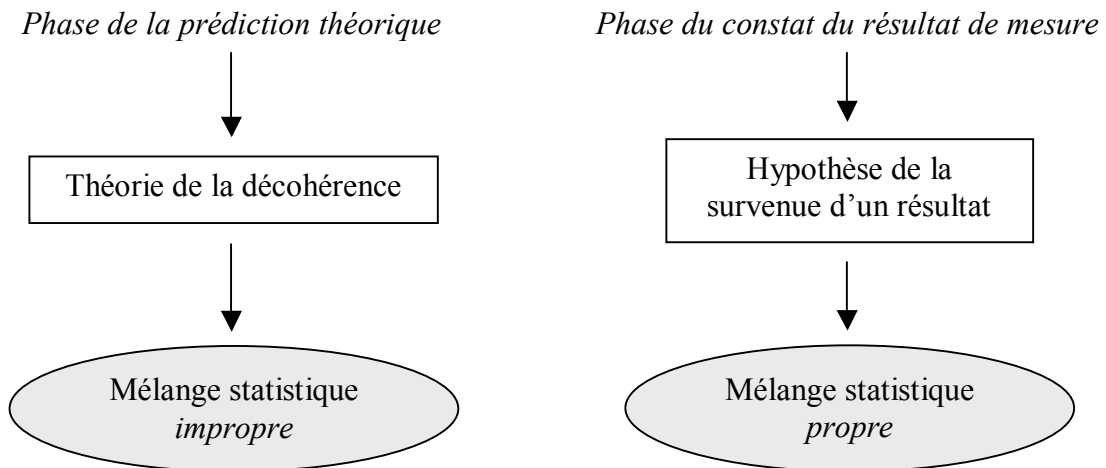 Phase de la prédiction théorique
Théorie de la décohérence
Mélange statistique
impropre
Phase du constat du résultat de mesure
Hypothèse de la
survenue d’un résultat
Mélange statistique
propre